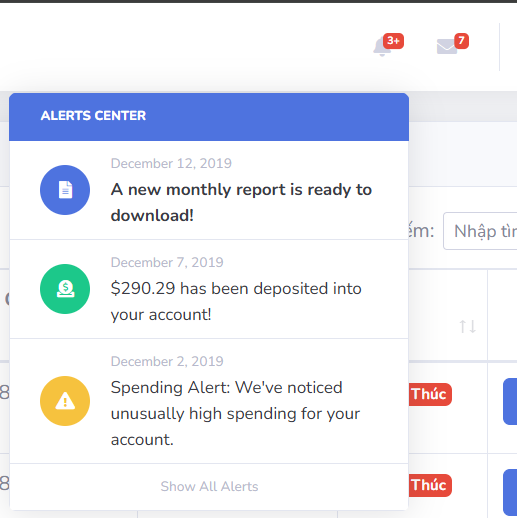 3+
7
ALERTS CENTER
December 12, 2019
A new monthly report is ready to
download!
December 7, 2019
$290.29 has been deposited into
your account!
December 2, 2019
Spending Alert: We've noticed
unusually high spending for your
account.
Show All Alerts
Nhập
Thúc
Thúc